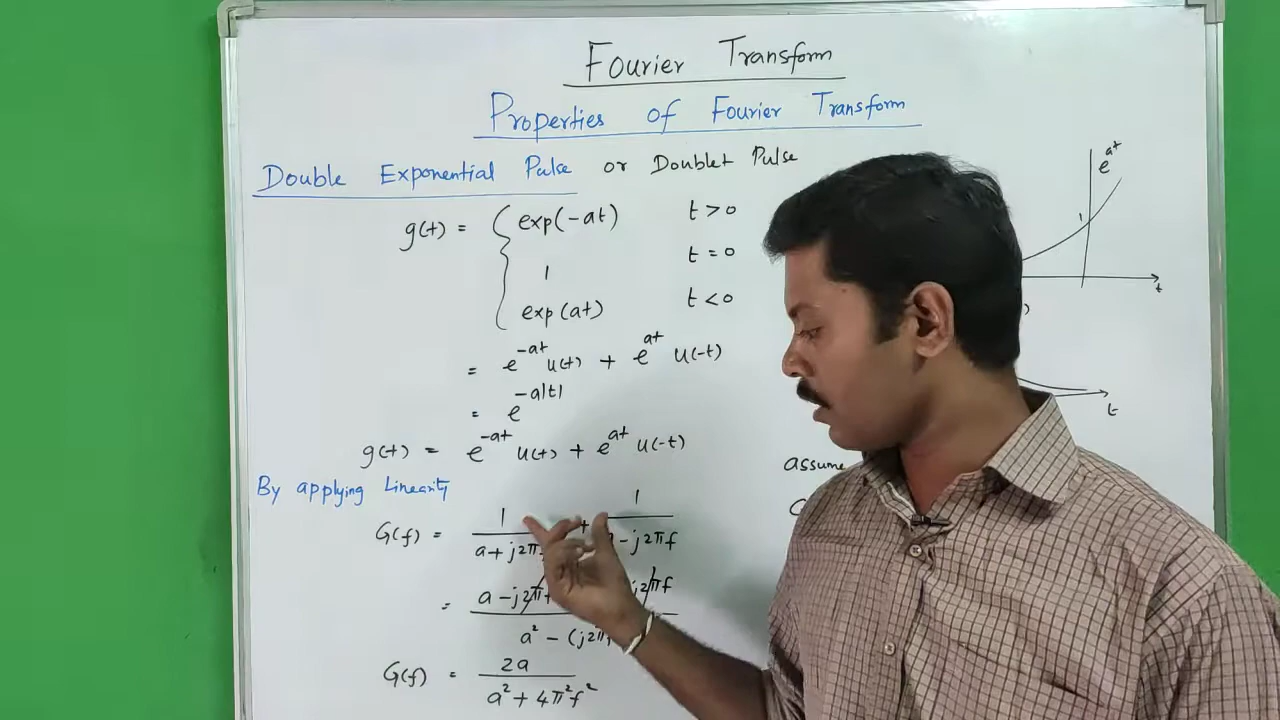 Fourier Transform
Properties of Fourier Transform
Double Exponential Pulse or Doublet Pulse
g(t) = { exp(-at) t > 0
1 t = 0
exp(at) t < 0
= e^{-at} u(t) + e^{at} u(-t)
= e^{-a|t|}
g(t) = e^{-at} u(t) + e^{at} u(-t)
By applying Linearity
G(f) = 1 / a + j2πf + 1 / a - j2πf
= a - j2π j2πf / a² - (j2π
G(f) = 2a / a² + 4π²f²
e^{at}
1
t
)
t
assume